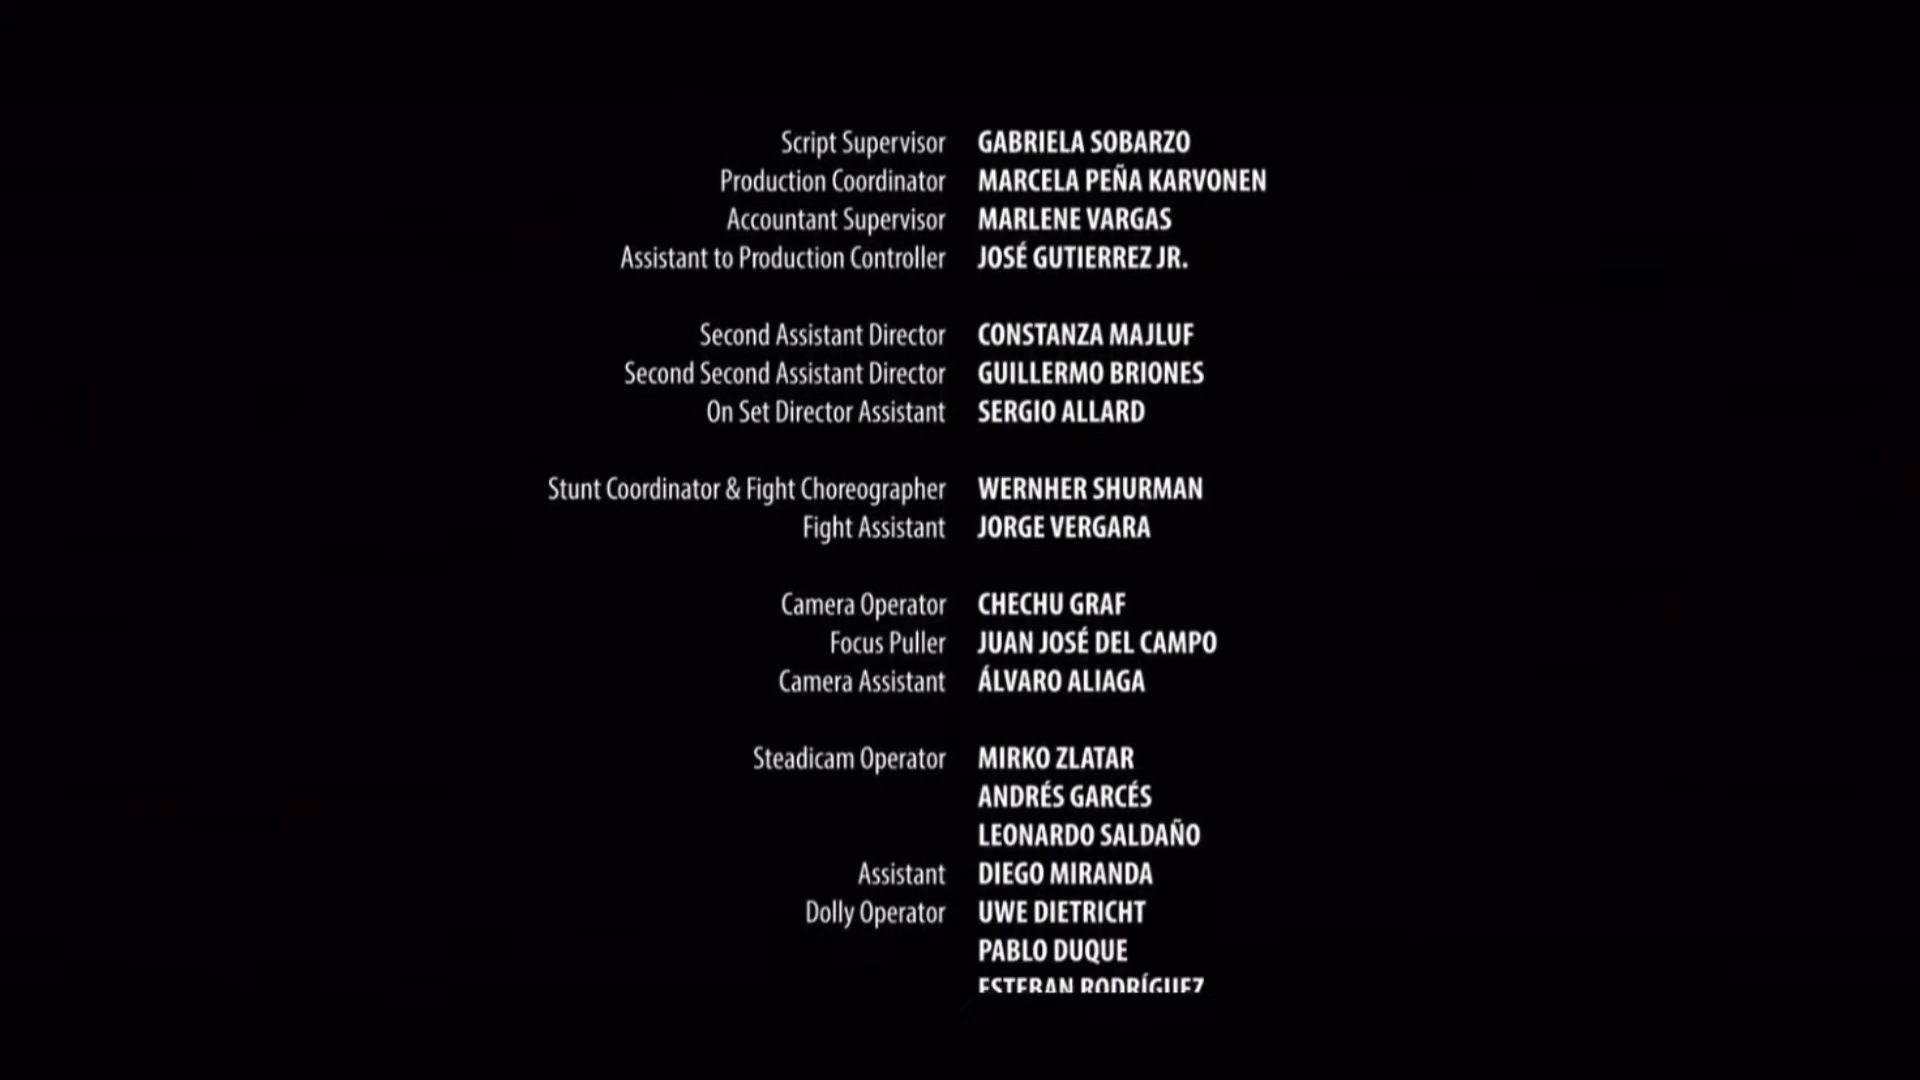 Script Supervisor GABRIELA SOBARZO
Production Coordinator MARCELA PEÑA KARVONEN
Accountant Supervisor MARLENE VARGAS
Assistant to Production Controller JOSÉ GUTIERREZ JR.
Second Assistant Director CONSTANZA MAJLUF
Second Second Assistant Director GUILLERMO BRIONES
On Set Director Assistant SERGIO ALLARD
Stunt Coordinator & Fight Choreographer WERNHER SHURMAN
Fight Assistant JORGE VERGARA
Camera Operator CHECHU GRAF
Focus Puller JUAN JOSÉ DEL CAMPO
Camera Assistant ÁLVARO ALIAGA
Steadicam Operator MIRKO ZLATAR
ANDRÉS GARCÉS
LEONARDO SALDAÑO
Assistant DIEGO MIRANDA
Dolly Operator UWE DIETRICHT
PABLO DUQUE
ESTEBAN RODRÍGUEZ